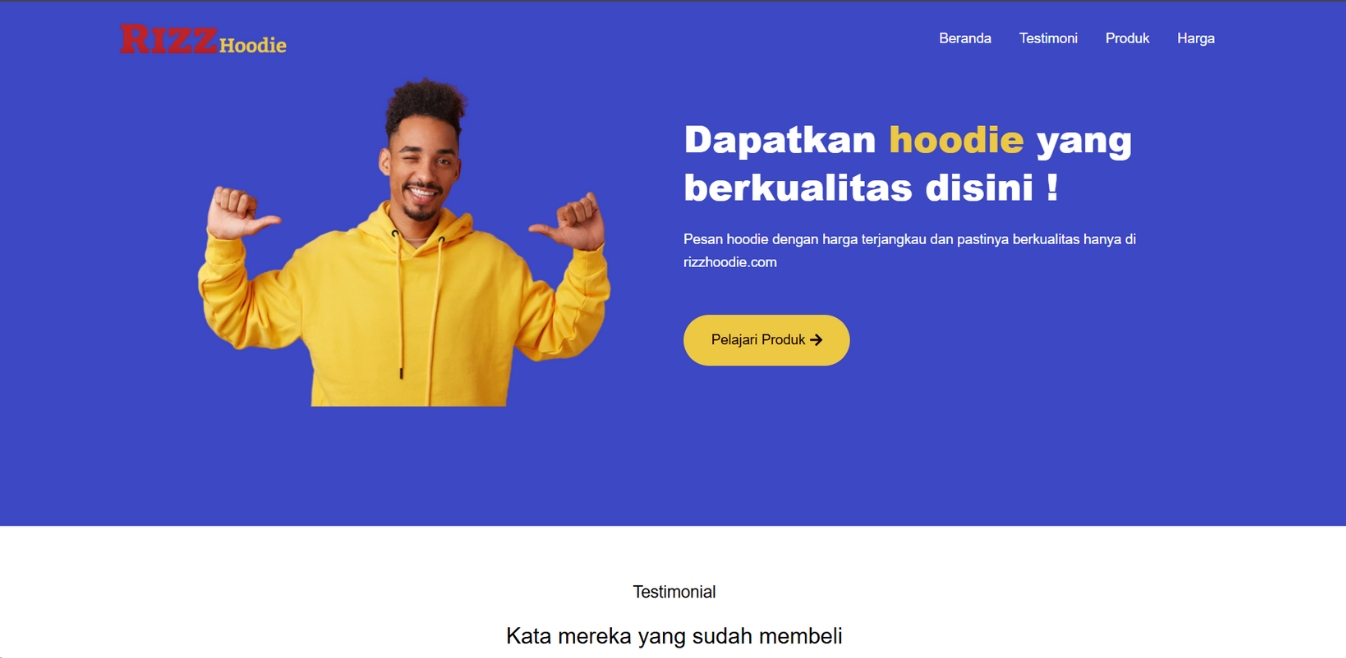 Rizz Hoodie
Beranda Testimoni Produk Harga
Dapatkan hoodie yang
berkualitas disini !
Pesan hoodie dengan harga terjangkau dan pastinya berkualitas hanya di
rizzhoodie.com
Pelajari Produk
Testimonial
Kata mereka yang sudah membeli